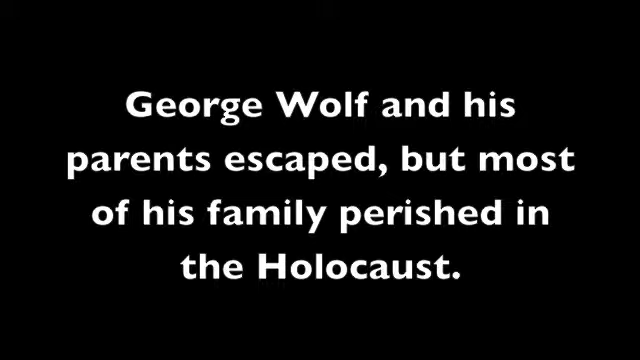 George Wolf and his
parents escaped, but most
of his family perished in
the Holocaust.